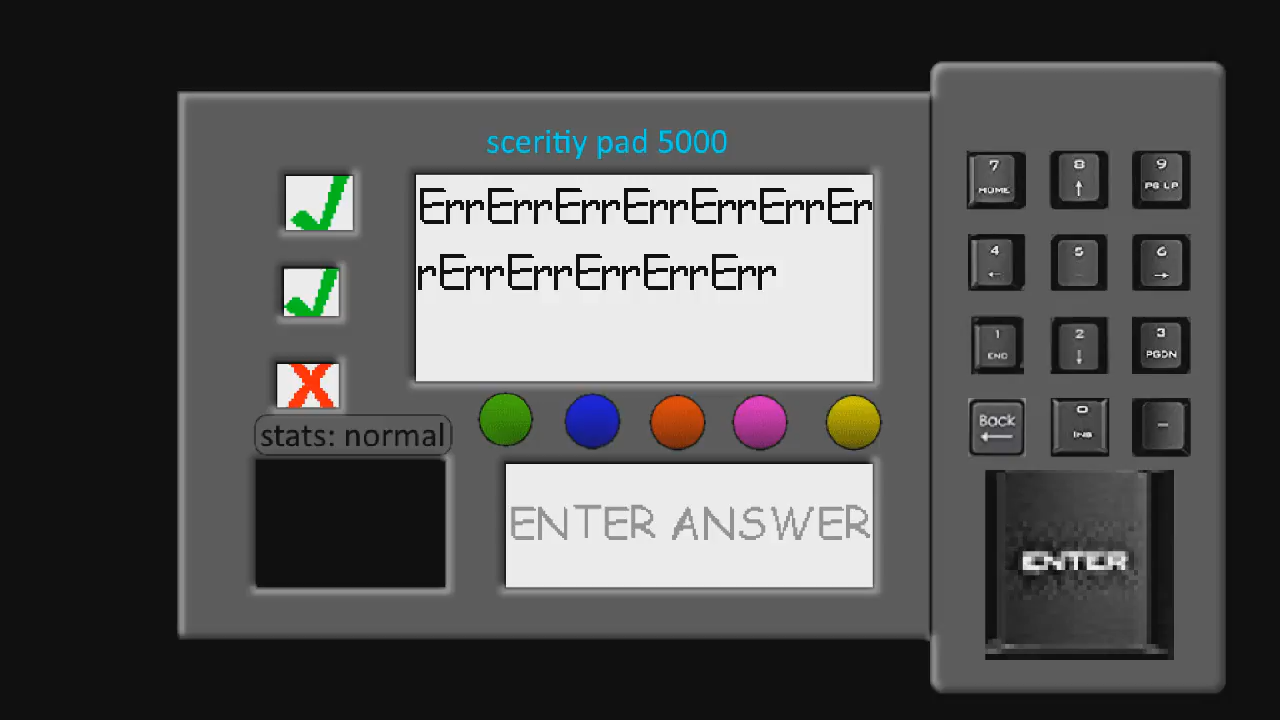 sceritiy pad 5000
ErrErrErrErrErrErrEr
rErrErrErrErrErr
stats: normal
ENTER ANSWER
7 HOME
8 ↑
9 PG UP
4 ←
5
6 →
1 END
2 ↓
3 PGDN
Back ←
0 INS
-
ENTER